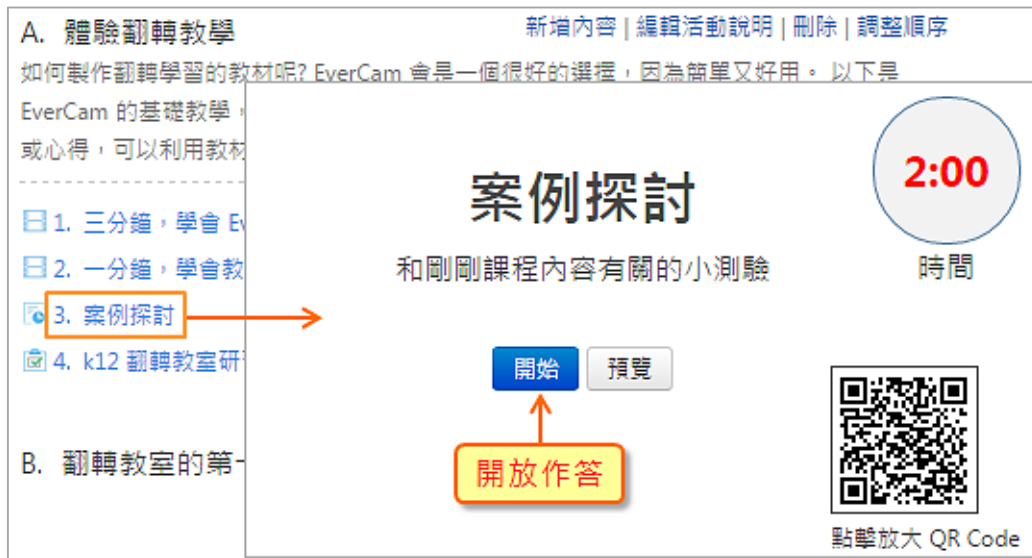 A. 體驗翻轉教學
新增內容 | 編輯活動說明 | 刪除 | 調整順序
如何製作翻轉學習的教材呢? EverCam 會是一個很好的選擇，因為簡單又好用。 以下是
EverCam 的基礎教學，
或心得，可以利用教材
1. 三分鐘，學會 Ev
2. 一分鐘，學會教
3. 案例探討
4. k12 翻轉教室研
B. 翻轉教室的第一
案例探討
和剛剛課程內容有關的小測驗
2:00
時間
開始
預覽
開放作答
點擊放大 QR Code